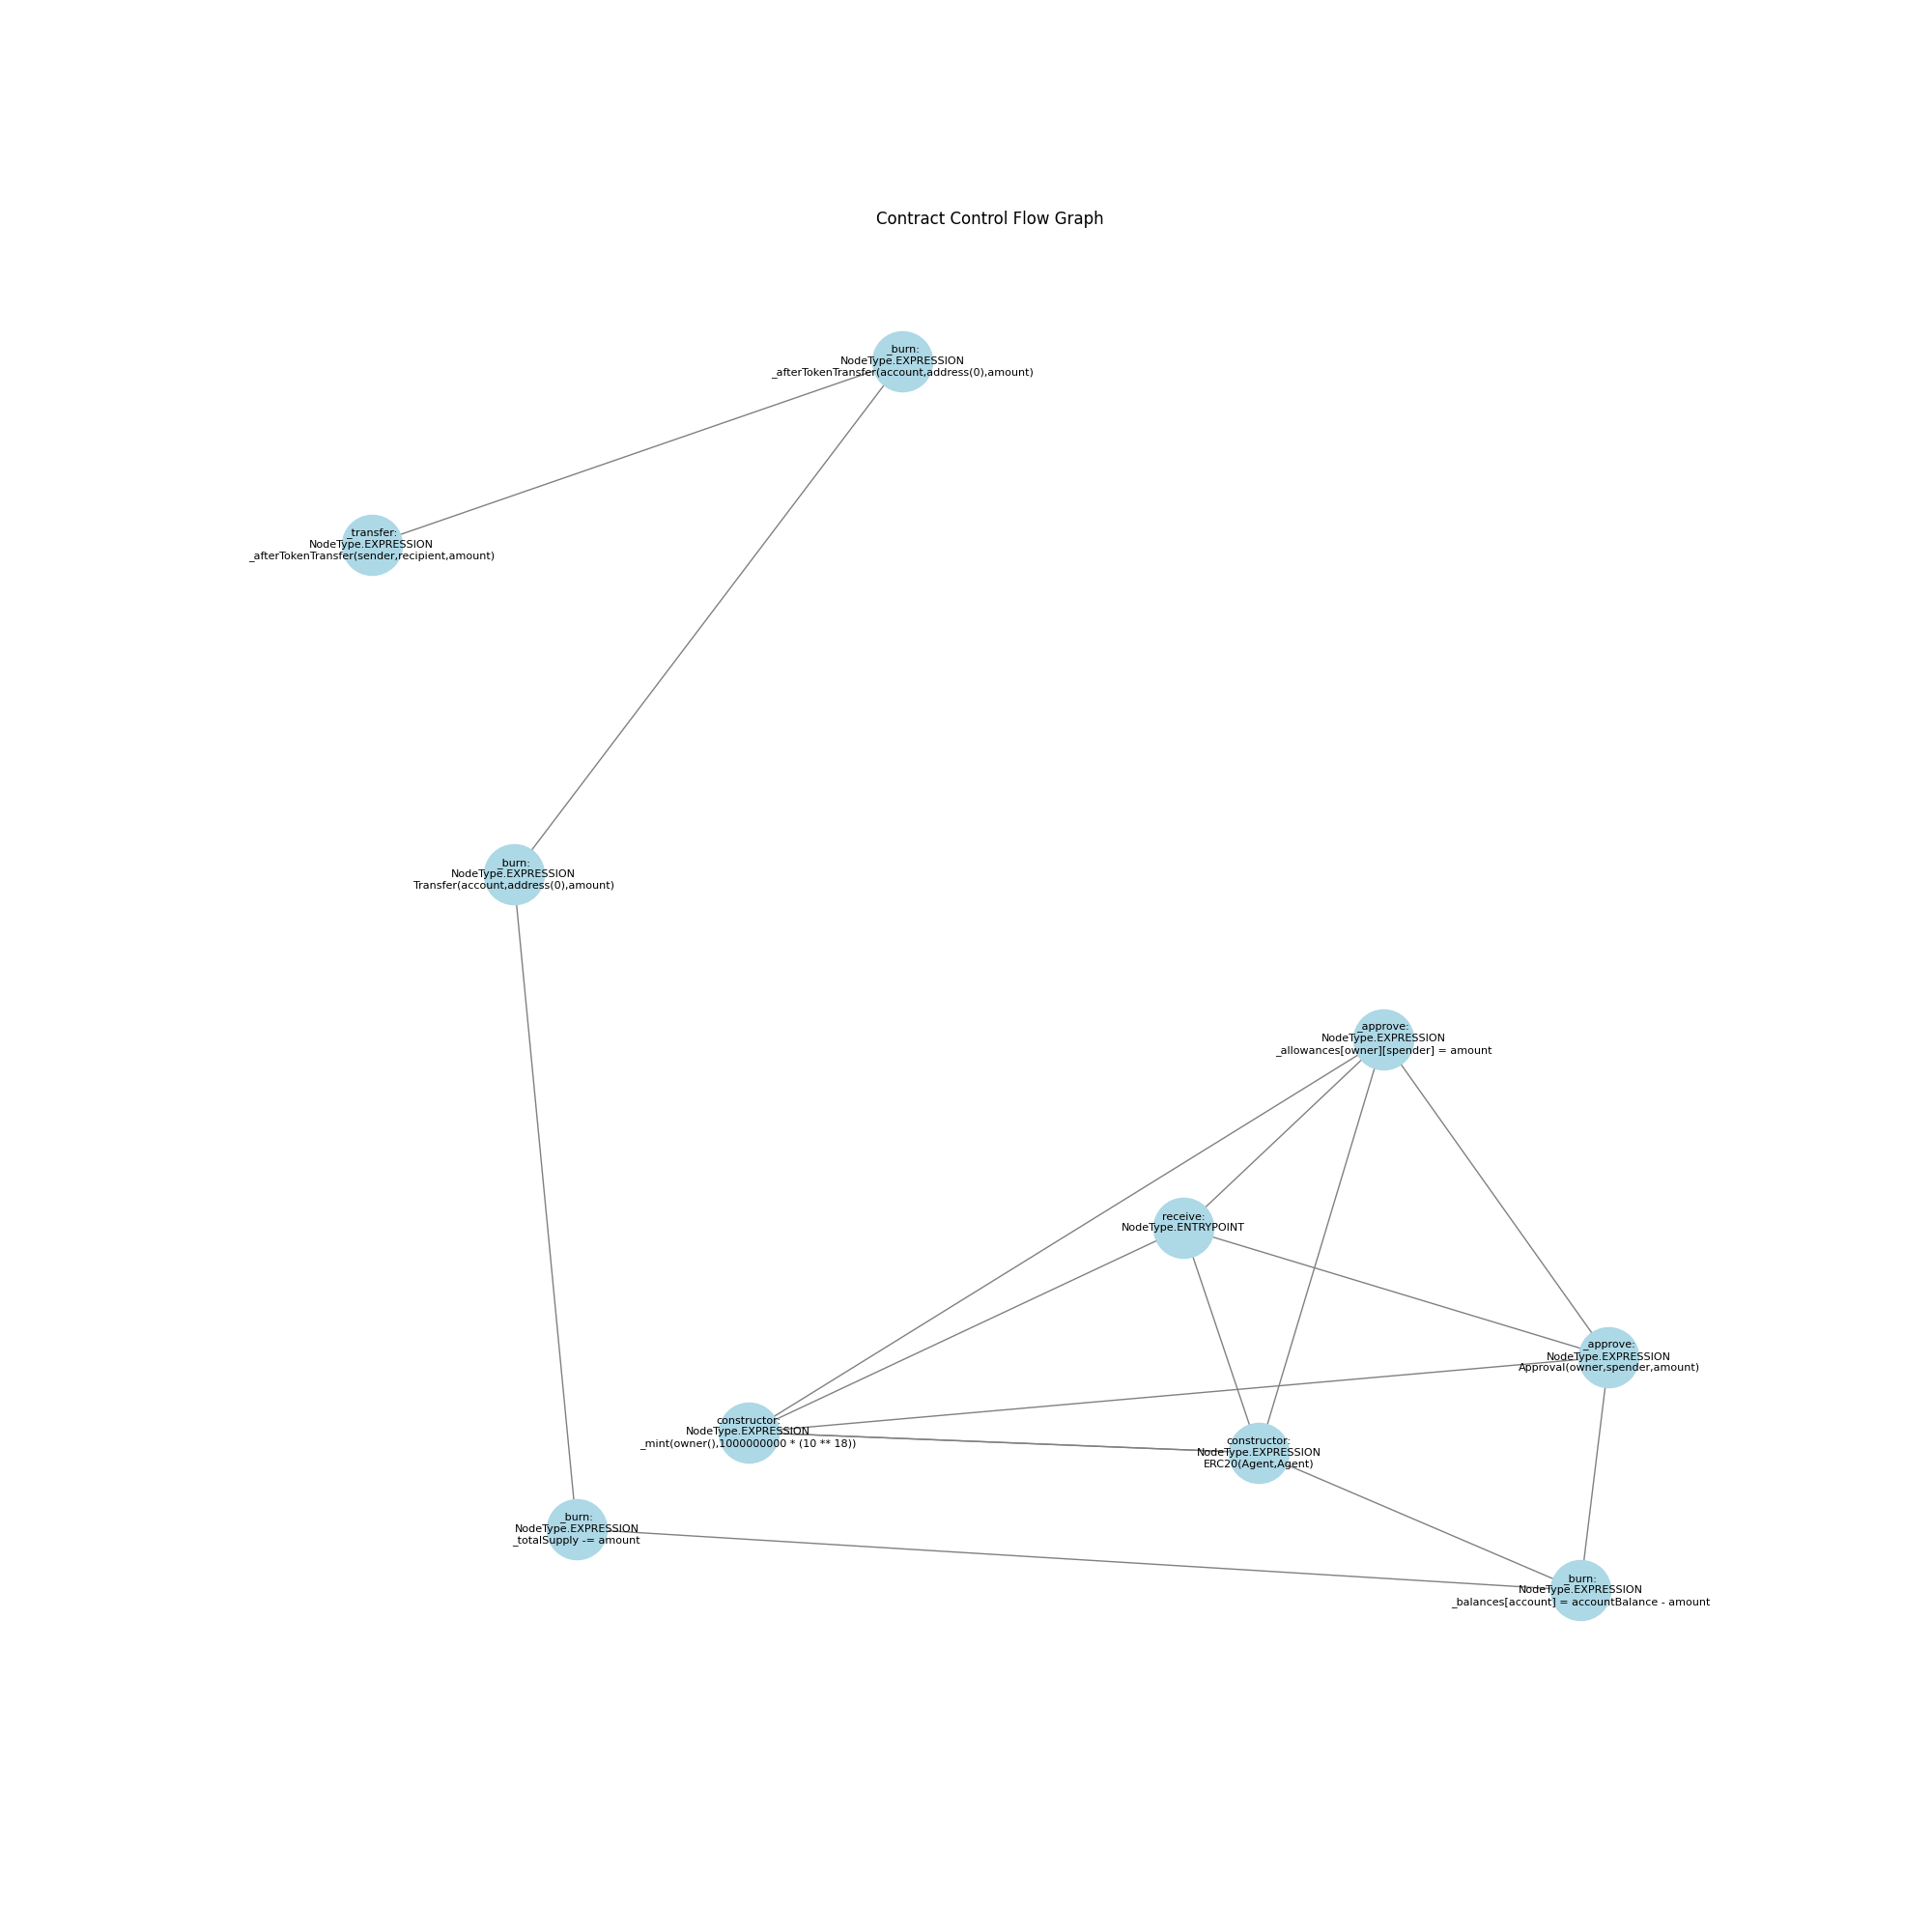 Contract Control Flow Graph
_burn:
NodeType.EXPRESSION
_afterTokenTransfer(account,address(0),amount)
_transfer:
NodeType.EXPRESSION
_afterTokenTransfer(sender,recipient,amount)
_burn:
NodeType.EXPRESSION
Transfer(account,address(0),amount)
_approve:
NodeType.EXPRESSION
_allowances[owner][spender] = amount
receive:
NodeType.ENTRYPOINT
_approve:
NodeType.EXPRESSION
Approval(owner,spender,amount)
constructor:
NodeType.EXPRESSION
_mint(owner(),1000000000 * (10 ** 18))
constructor:
NodeType.EXPRESSION
ERC20(Agent,Agent)
_burn:
NodeType.EXPRESSION
_totalSupply -= amount
_burn:
NodeType.EXPRESSION
_balances[account] = accountBalance - amount